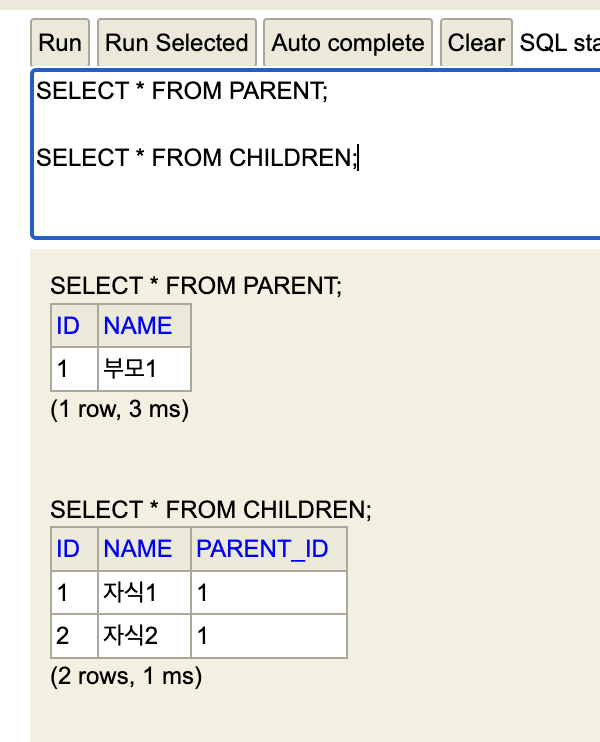 Run Run Selected Auto complete Clear SQL
SELECT * FROM PARENT;
SELECT * FROM CHILDREN;
SELECT * FROM PARENT;
ID NAME
1 부모1
(1 row, 3 ms)
SELECT * FROM CHILDREN;
ID NAME PARENT_ID
1 자식1 1
2 자식2 1
(2 rows, 1 ms)